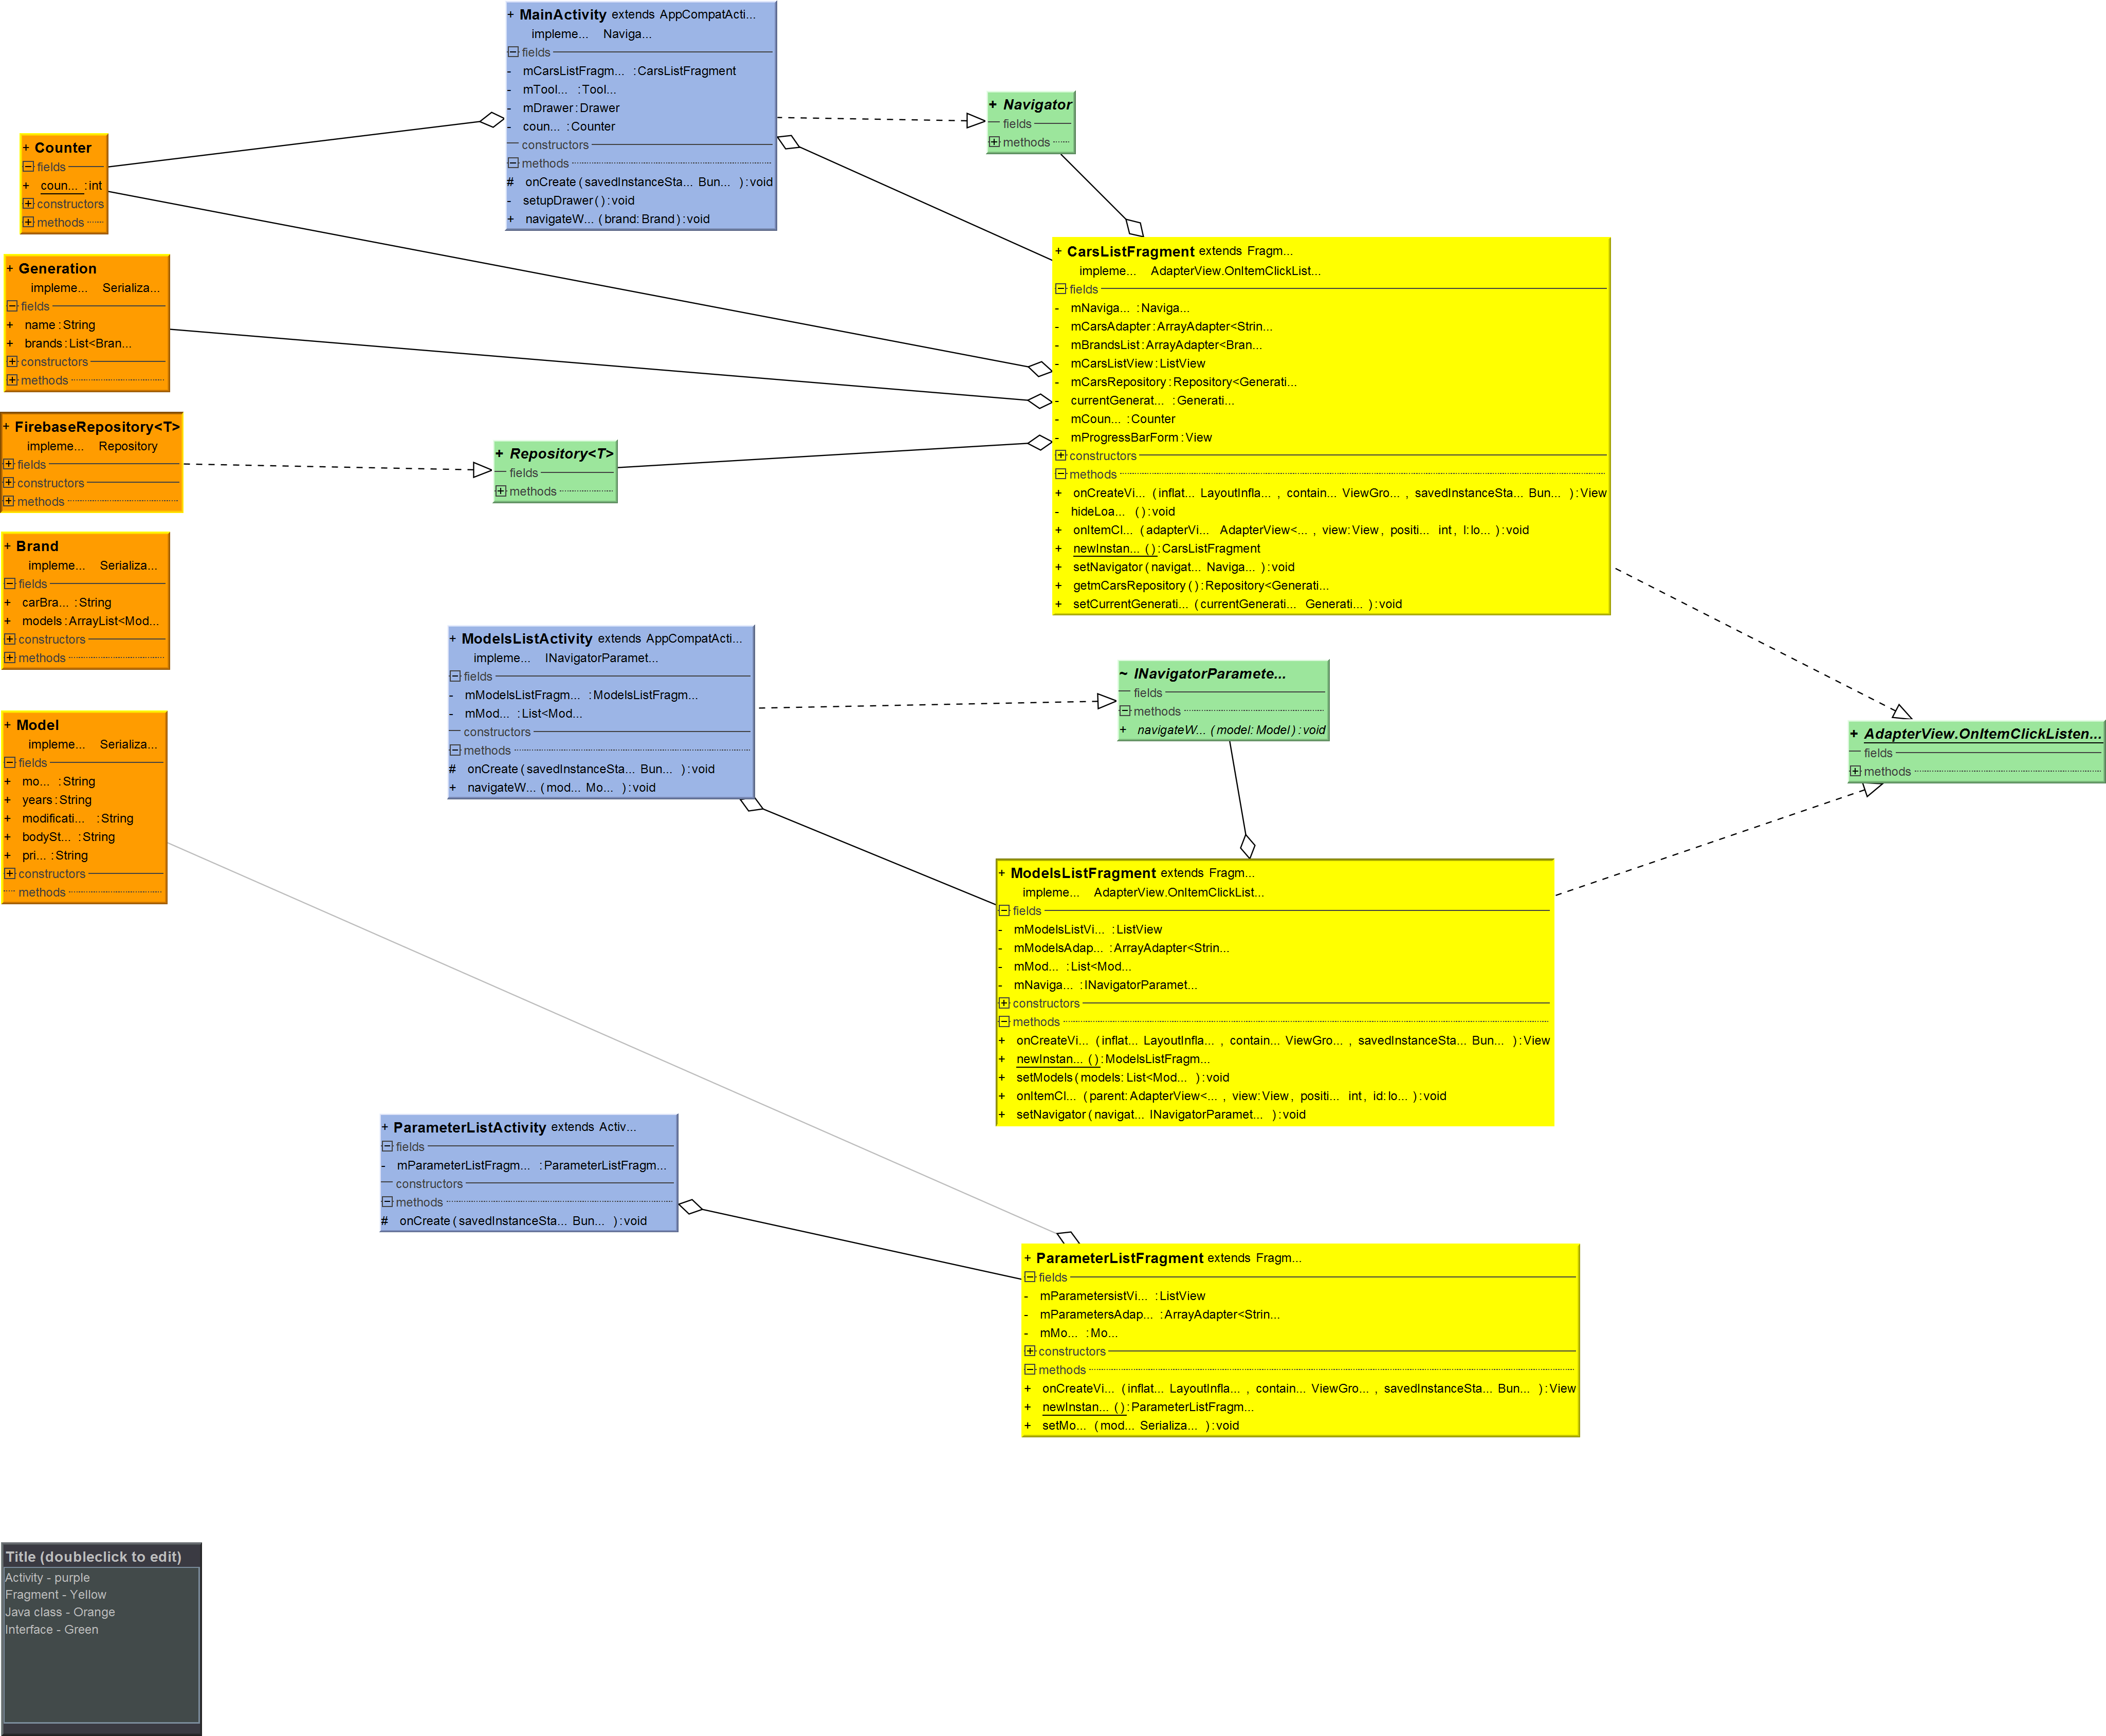 + MainActivity extends AppCompatActi...
impleme... Naviga...
fields
- mCarsListFragm... :CarsListFragment
- mTool... :Tool...
- mDrawer:Drawer
- coun... :Counter
constructors
methods
# onCreate(savedInstanceSta... Bun... ):void
- setupDrawer():void
+ navigateW... (brand:Brand):void
+ Navigator
fields
methods
+ Counter
fields
+ coun... :int
constructors
methods
+ Generation
impleme... Serializa...
fields
+ name:String
+ brands:List<Bran...
constructors
methods
+ CarsListFragment extends Fragm...
impleme... AdapterView.OnItemClickList...
fields
- mNaviga... :Naviga...
- mCarsAdapter:ArrayAdapter<Strin...
- mBrandsList:ArrayAdapter<Bran...
- mCarsListView:ListView
- mCarsRepository:Repository<Generati...
- currentGenerat... :Generati...
- mCoun... :Counter
- mProgressBarForm:View
constructors
methods
+ onCreateVi... (inflat... LayoutInfla... , contain... ViewGro... , savedInstanceSta... Bun... ):View
- hideLoa... ():void
+ onItemCl... (adapterVi... AdapterView<... , view:View, positi... int, l:lo... ):void
+ newInstan... ():CarsListFragment
+ setNavigator(navigat... Naviga... ):void
+ getmCarsRepository():Repository<Generati...
+ setCurrentGenerati... (currentGenerati... Generati... ):void
+ FirebaseRepository<T>
impleme... Repository
fields
constructors
methods
+ Repository<T>
fields
methods
+ Brand
impleme... Serializa...
fields
+ carBra... :String
+ models:ArrayList<Mod...
constructors
methods
+ ModelsListActivity extends AppCompatActi...
impleme... INavigatorParamet...
fields
- mModelsListFragm... :ModelsListFragm...
- mMod... :List<Mod...
constructors
methods
# onCreate(savedInstanceSta... Bun... ):void
+ navigateW... (mod... Mo... ):void
~ INavigatorParamete...
fields
methods
+ navigateW... (model:Model):void
+ AdapterView.OnItemClickListen...
fields
methods
+ Model
impleme... Serializa...
fields
+ mo... :String
+ years:String
+ modificati... :String
+ bodySt... :String
+ pri... :String
constructors
methods
+ ModelsListFragment extends Fragm...
impleme... AdapterView.OnItemClickList...
fields
- mModelsListVi... :ListView
- mModelsAdap... :ArrayAdapter<Strin...
- mMod... :List<Mod...
- mNaviga... :INavigatorParamet...
constructors
methods
+ onCreateVi... (inflat... LayoutInfla... , contain... ViewGro... , savedInstanceSta... Bun... ):View
+ newInstan... ():ModelsListFragm...
+ setModels(models:List<Mod... ):void
+ onItemCl... (parent:AdapterView<... , view:View, positi... int, id:lo... ):void
+ setNavigator(navigat... INavigatorParamet... ):void
+ ParameterListActivity extends Activ...
fields
- mParameterListFragm... :ParameterListFragm...
constructors
methods
# onCreate(savedInstanceSta... Bun... ):void
+ ParameterListFragment extends Fragm...
fields
- mParametersistVi... :ListView
- mParametersAdap... :ArrayAdapter<Strin...
- mMo... :Mo...
constructors
methods
+ onCreateVi... (inflat... LayoutInfla... , contain... ViewGro... , savedInstanceSta... Bun... ):View
+ newInstan... ():ParameterListFragm...
+ setMo... (mod... Serializa... ):void
Title (doubleclick to edit)
Activity - purple
Fragment - Yellow
Java class - Orange
Interface - Green